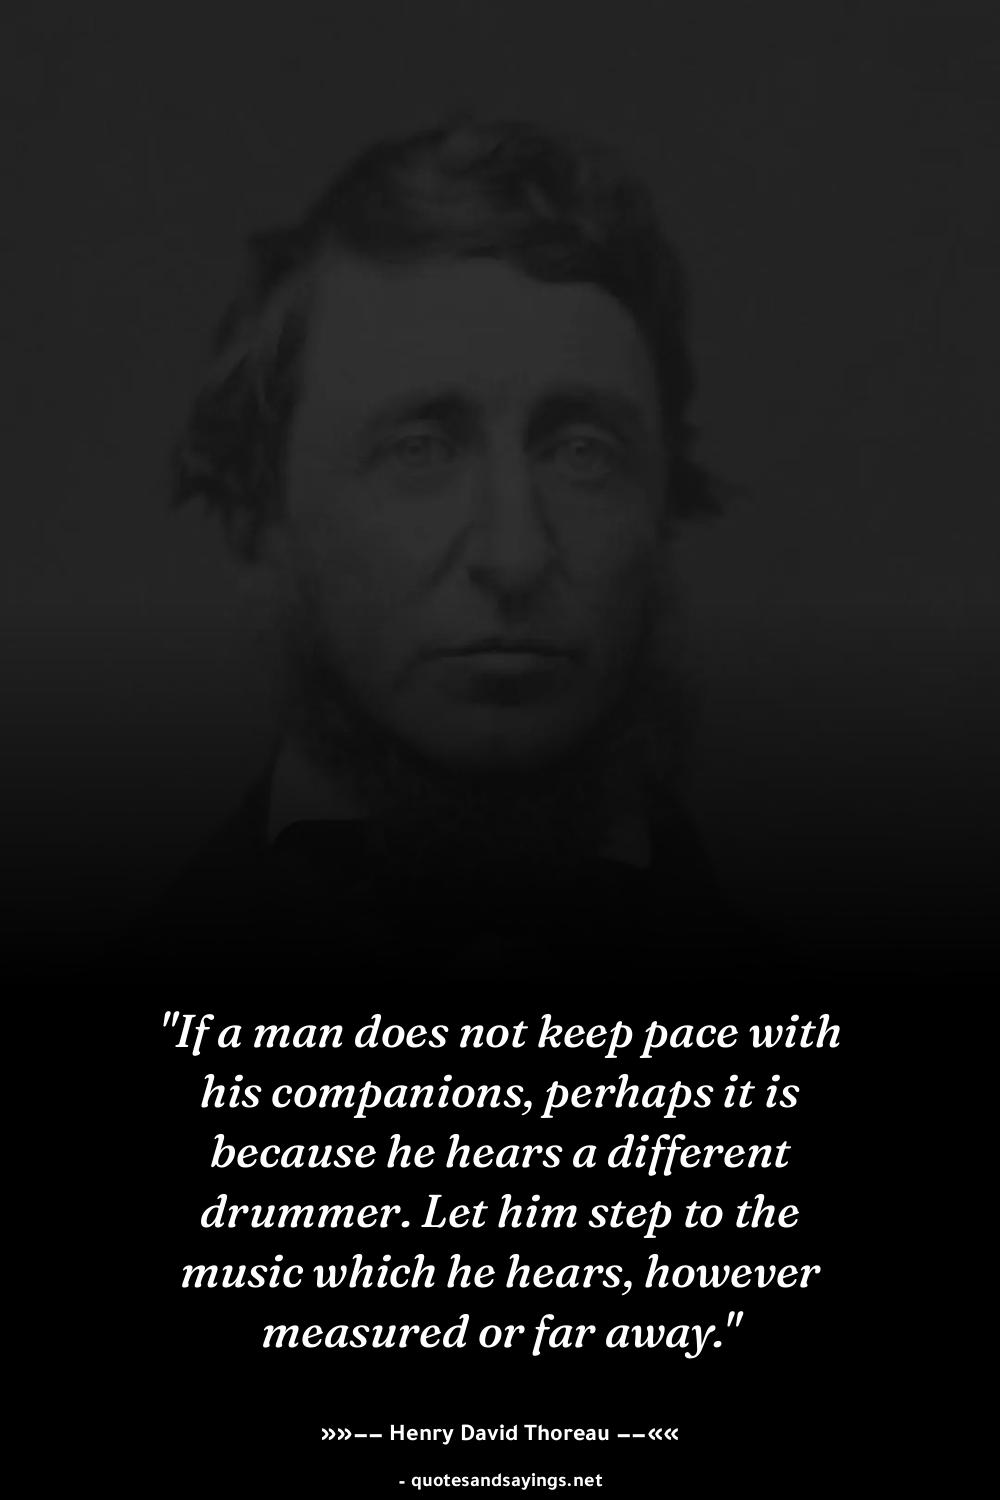 "If a man does not keep pace with
his companions, perhaps it is
because he hears a different
drummer. Let him step to the
music which he hears, however
measured or far away."
»»–– Henry David Thoreau ––««
- quotesandsayings.net